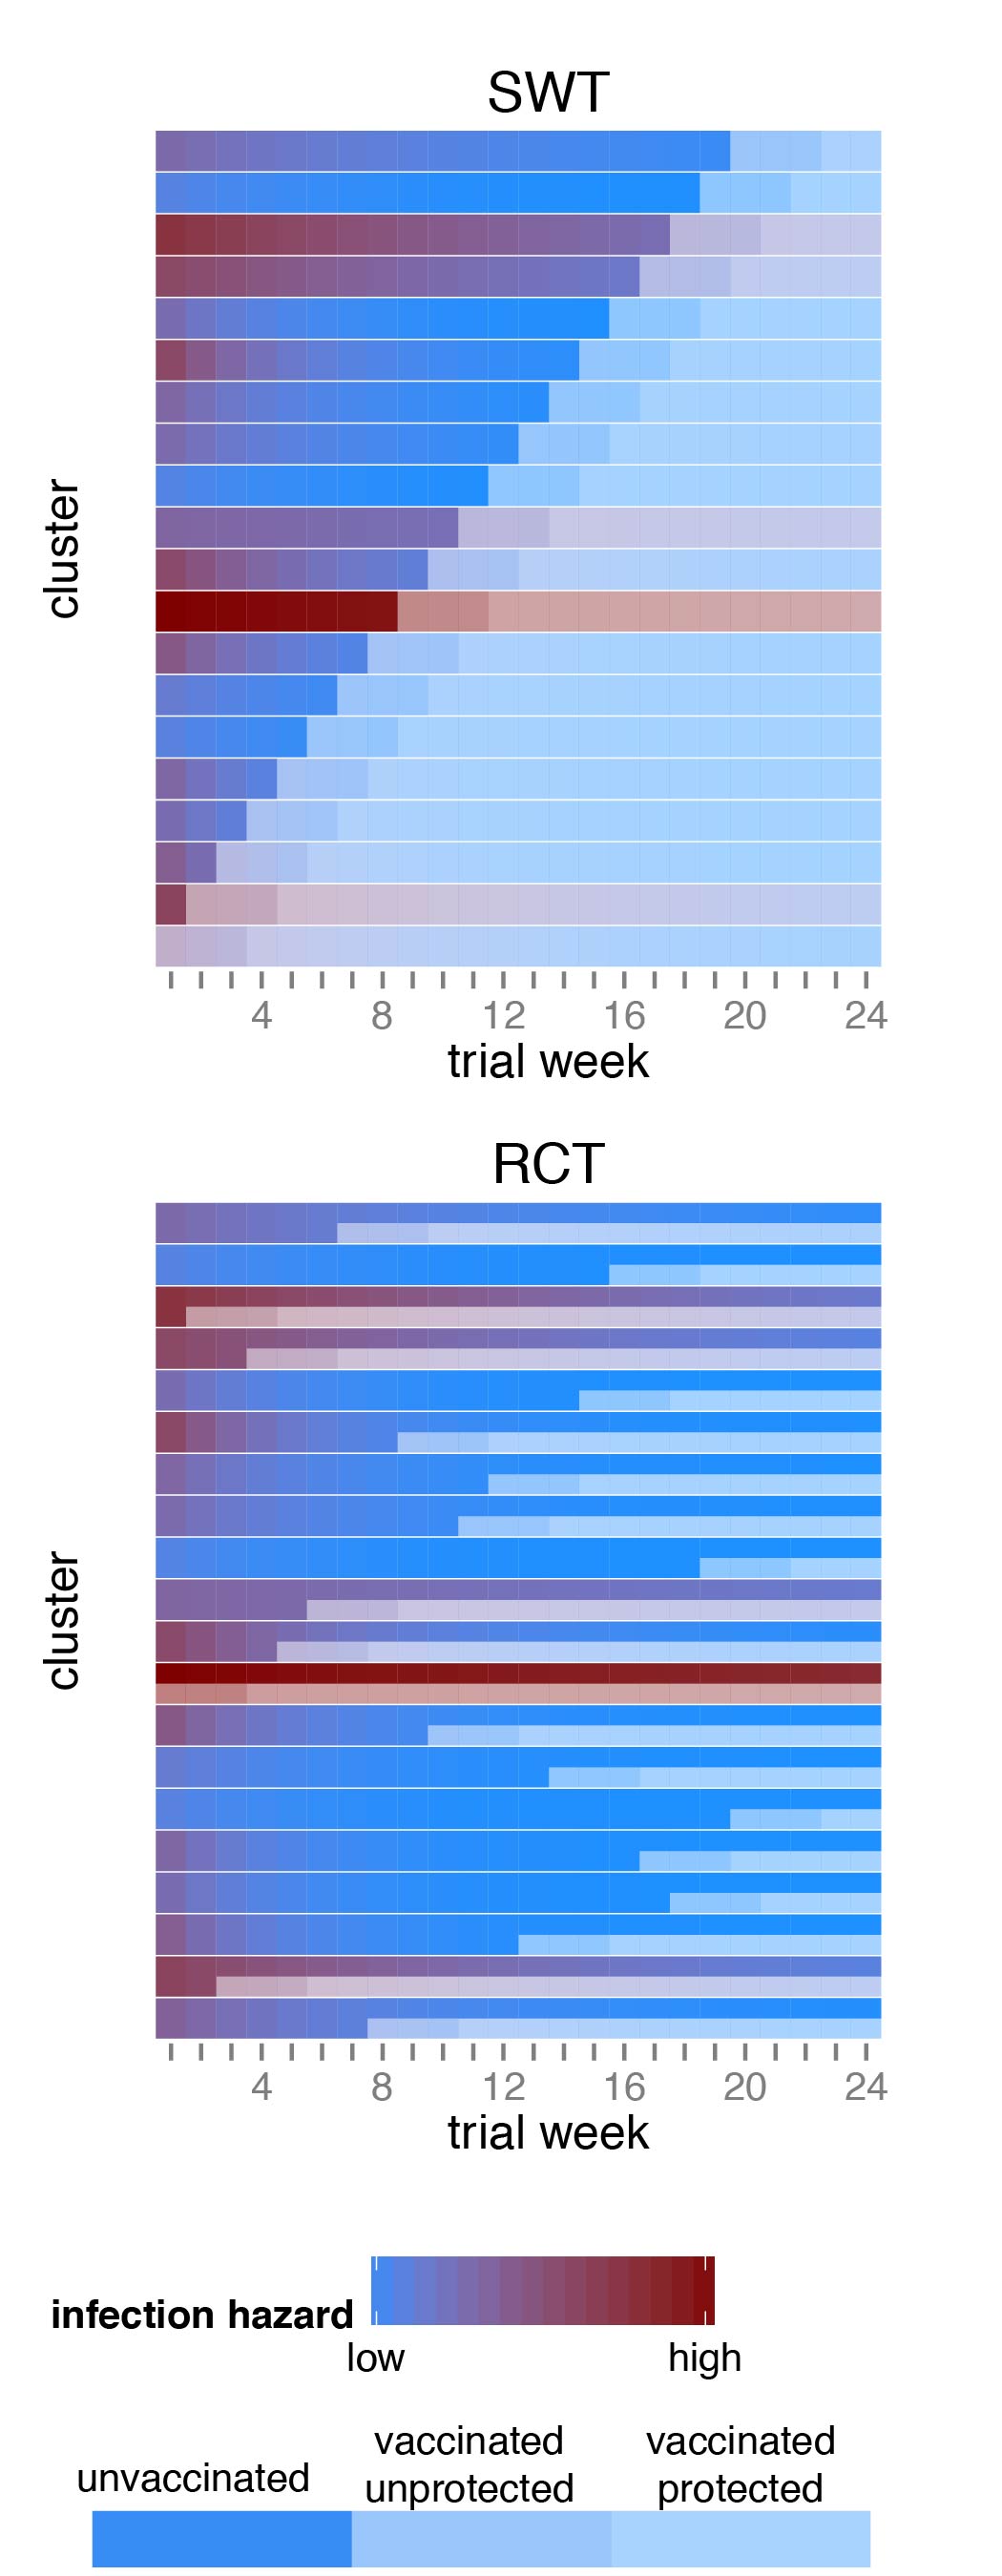 SWT
cluster
4 8 12 16 20 24
trial week
RCT
cluster
4 8 12 16 20 24
trial week
infection hazard
low high
unvaccinated
vaccinated unprotected
vaccinated protected